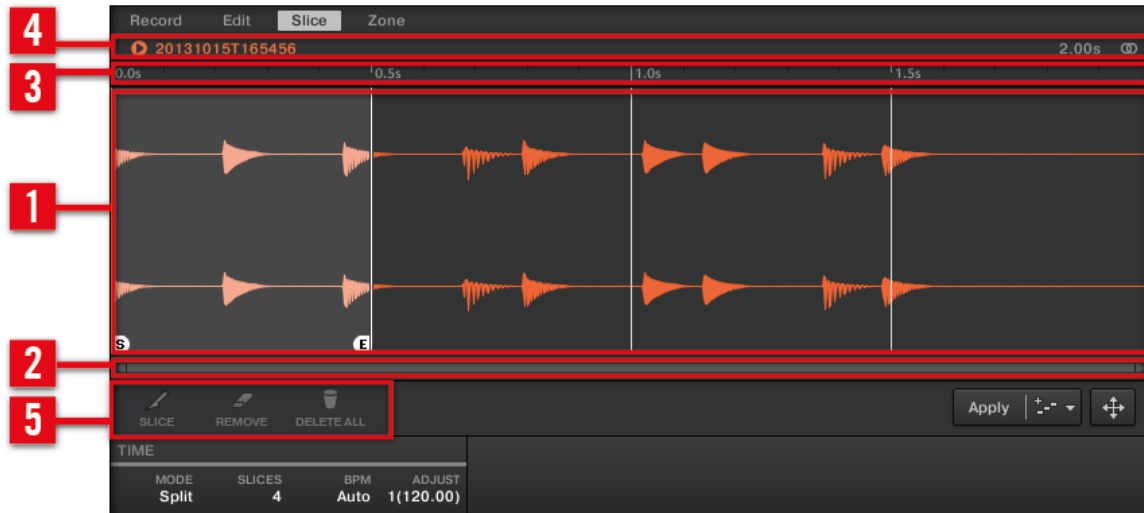 Record Edit Slice Zone
4
20131015T165456 2.00s
3
0.0s 0.5s 1.0s 1.5s
1
S E
2
5
SLICE REMOVE DELETE ALL
Apply
TIME
MODE SLICES BPM ADJUST
Split 4 Auto 1(120.00)